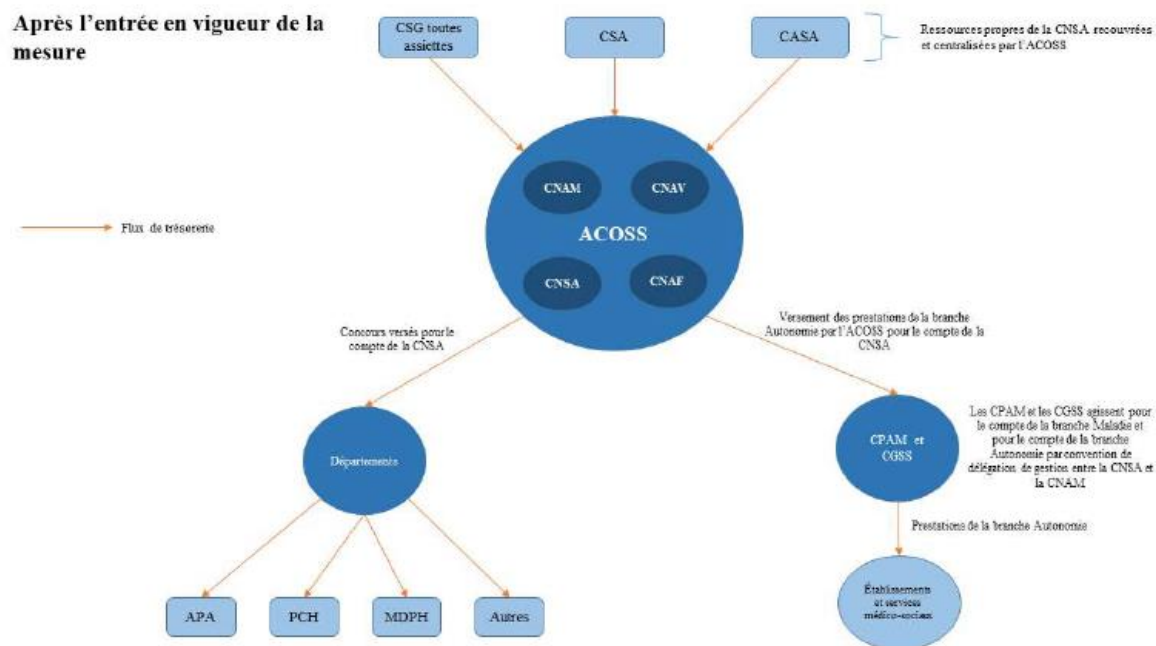 Après l’entrée en vigueur de la
mesure
CSG toutes
assiettes
CSA
CASA
Ressources propres de la CNSA recouvrées
et centralisées par l’ACOSS
CNAM
CNAV
ACOSS
CNSA
CNAF
Flux de trésorerie
Concours versés pour le
compte de la CNSA
Versement des prestations de la branche
Autonomie par l’ACOSS pour le compte de la
CNSA
Départements
CPAM et
CGSS
Les CPAM et les CGSS agissent pour
le compte de la branche Maladie et
pour le compte de la branche
Autonomie par convention de
délégation de gestion entre la CNSA et
la CNAM
Prestations de la branche Autonomie
APA
PCH
MDPH
Autres
Établissements
et services
médico-sociaux